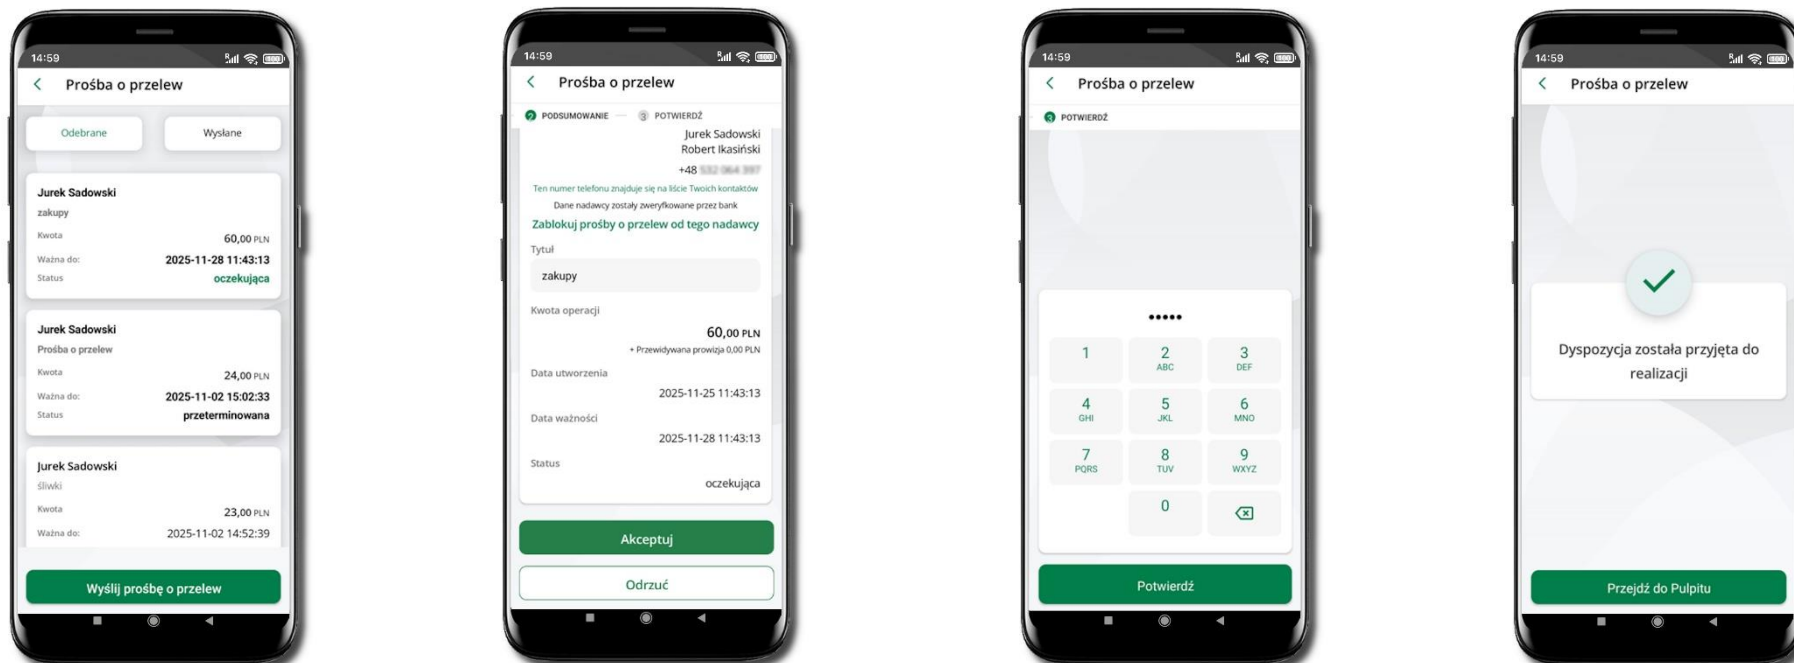 14:59
Prośba o przelew
Odebrane Wysłane
Jurek Sadowski
zakupy
Kwota 60,00 PLN
Ważna do: 2025-11-28 11:43:13
Status oczekująca
Jurek Sadowski
Prośba o przelew
Kwota 24,00 PLN
Ważna do: 2025-11-02 15:02:33
Status przeterminowana
Jurek Sadowski
śliwki
Kwota 23,00 PLN
Ważna do: 2025-11-02 14:52:39
Wyślij prośbę o przelew
14:59
Prośba o przelew
2 PODSUMOWANIE 3 POTWIERDŹ
Jurek Sadowski
Robert Ikasiński
+48
Ten numer telefonu znajduje się na liście Twoich kontaktów
Dane nadawcy zostały zweryfkowane przez bank
Zablokuj prośby o przelew od tego nadawcy
Tytuł
zakupy
Kwota operacji
60,00 PLN
+ Przewidywana prowizja 0,00 PLN
Data utworzenia
2025-11-25 11:43:13
Data ważności
2025-11-28 11:43:13
Status
oczekująca
Akceptuj
Odrzuć
14:59
Prośba o przelew
3 POTWIERDŹ
•••••
1 2 3
ABC DEF
4 5 6
GHI JKL MNO
7 8 9
PQRS TUV WXYZ
0
Potwierdź
14:59
Prośba o przelew
Dyspozycja została przyjęta do
realizacji
Przejdź do Pulpitu